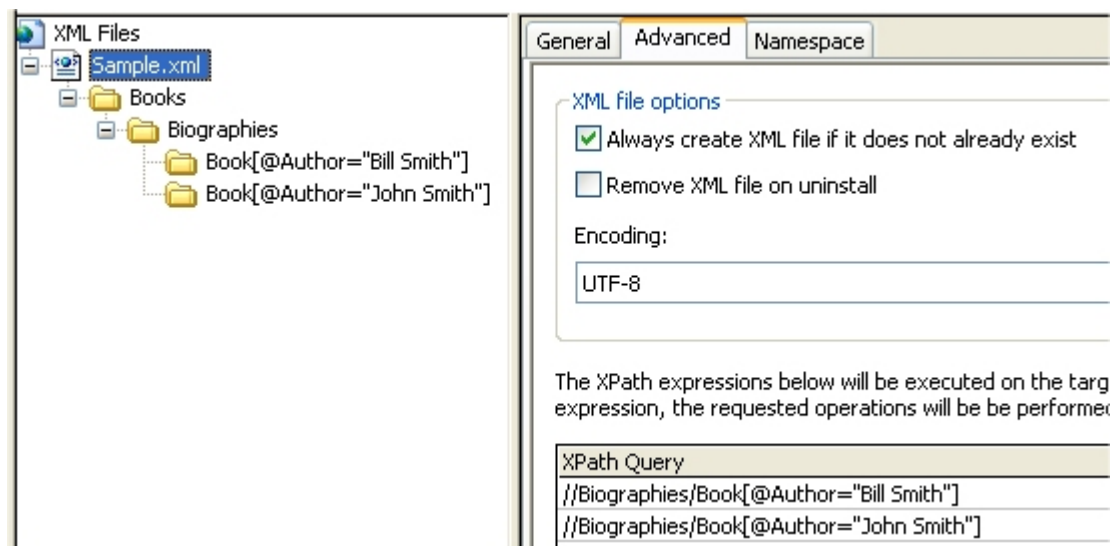 XML Files
Sample.xml
Books
Biographies
Book[@Author="Bill Smith"]
Book[@Author="John Smith"]
General
Advanced
Namespace
XML file options
Always create XML file if it does not already exist
Remove XML file on uninstall
Encoding:
UTF-8
The XPath expressions below will be executed on the targ
expression, the requested operations will be be performe
XPath Query
//Biographies/Book[@Author="Bill Smith"]
//Biographies/Book[@Author="John Smith"]